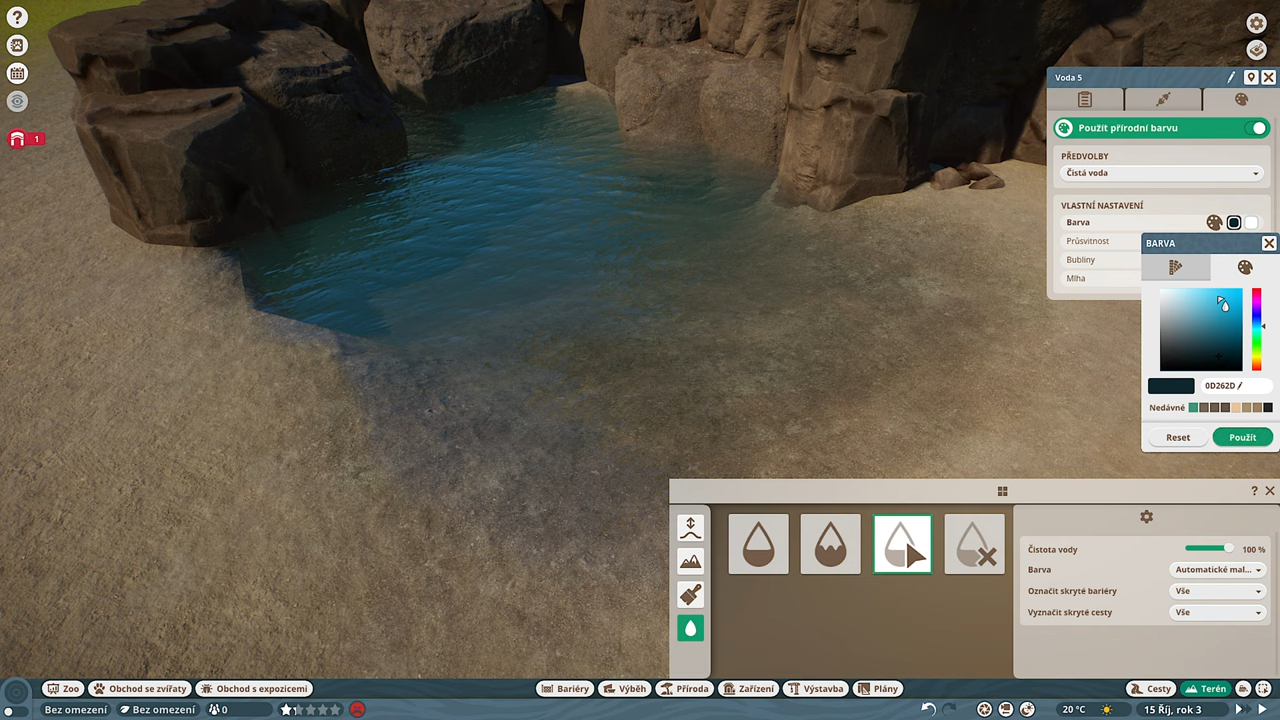 ?
1
Voda 5
Použít přírodní barvu
PŘEDVOLBY
Čistá voda
VLASTNÍ NASTAVENÍ
Barva
Průsvitnost
Bubliny
Mlha
BARVA
0D262D
Nedávné
Reset
Použít
?
Čistota vody 100 %
Barva Automatické mal...
Označit skryté bariéry Vše
Vyznačit skryté cesty Vše
Zoo Obchod se zvířaty Obchod s expozicemi Bariéry Výběh Příroda Zařízení Výstavba Plány Cesty Terén
Bez omezení Bez omezení 0 1 20 °C 15 Říj, rok 3